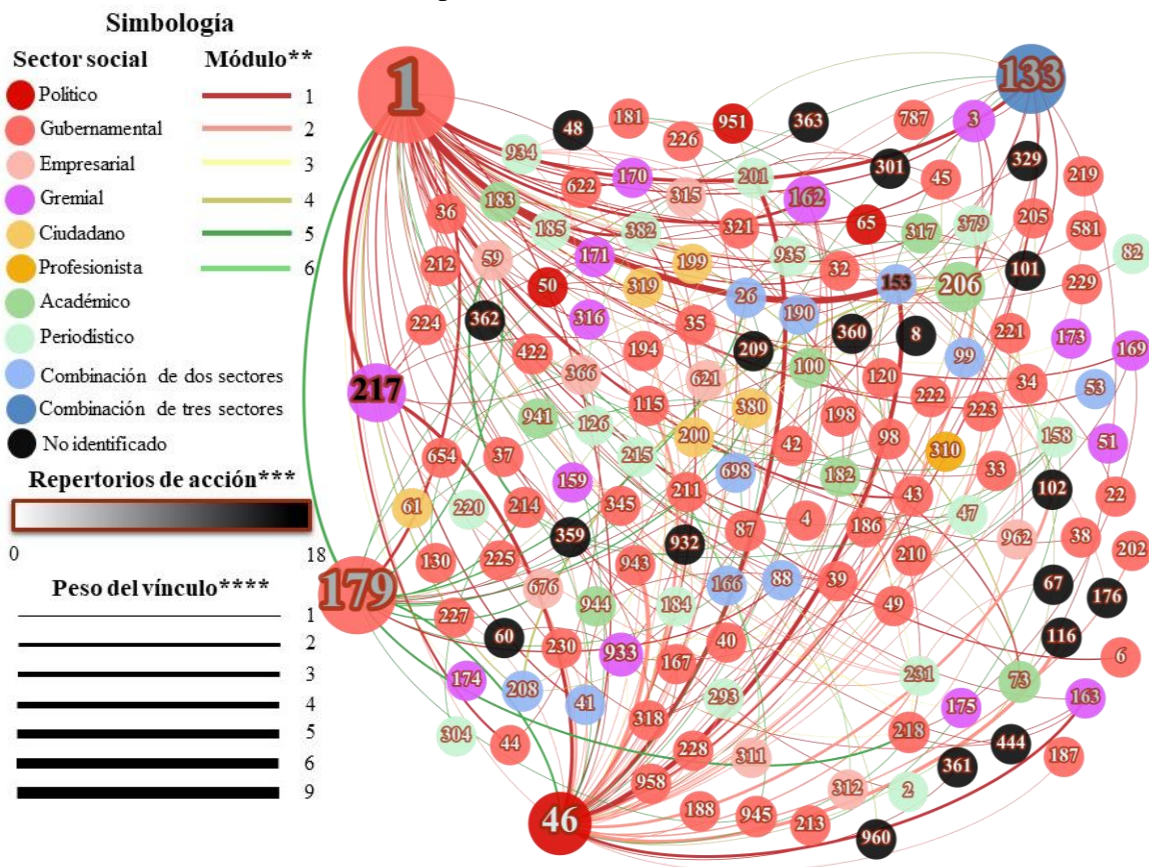 Simbología
Sector social Módulo**
Político 1
Gubernamental 2
Empresarial 3
Gremial 4
Ciudadano 5
Profesionista 6
Académico
Periodístico
Combinación de dos sectores
Combinación de tres sectores
No identificado
Repertorios de acción***
0 18
Peso del vínculo****
1
2
3
4
5
6
9
1 133
48 181 226 951 363 787 3
934 301 329
622 170 315 201 45 219
36 183 162 205
185 382 321 65 317 379 581 82
212 59 171 199 935 32 101
50 319 26 153 206 229
224 362 316 35 190 360 8 221 173 169
422 194 209 99
217 366 621 100 120 222 34 53
941 126 115 380 198 223
200 42 98 310 158 51
654 37 215 698 182 33
61 220 159 345 211 43 102 22
214 87 4 186 47
359 932 210 962 38 202
130 225 943
179 676 166 88 39 67 176
227 944 184 49
60 230 933 167 40 116 6
174 208 231 73
41 293 175 163
304 44 318 218 444
228 311 187
958 361
46 312 2
188 945 213 960